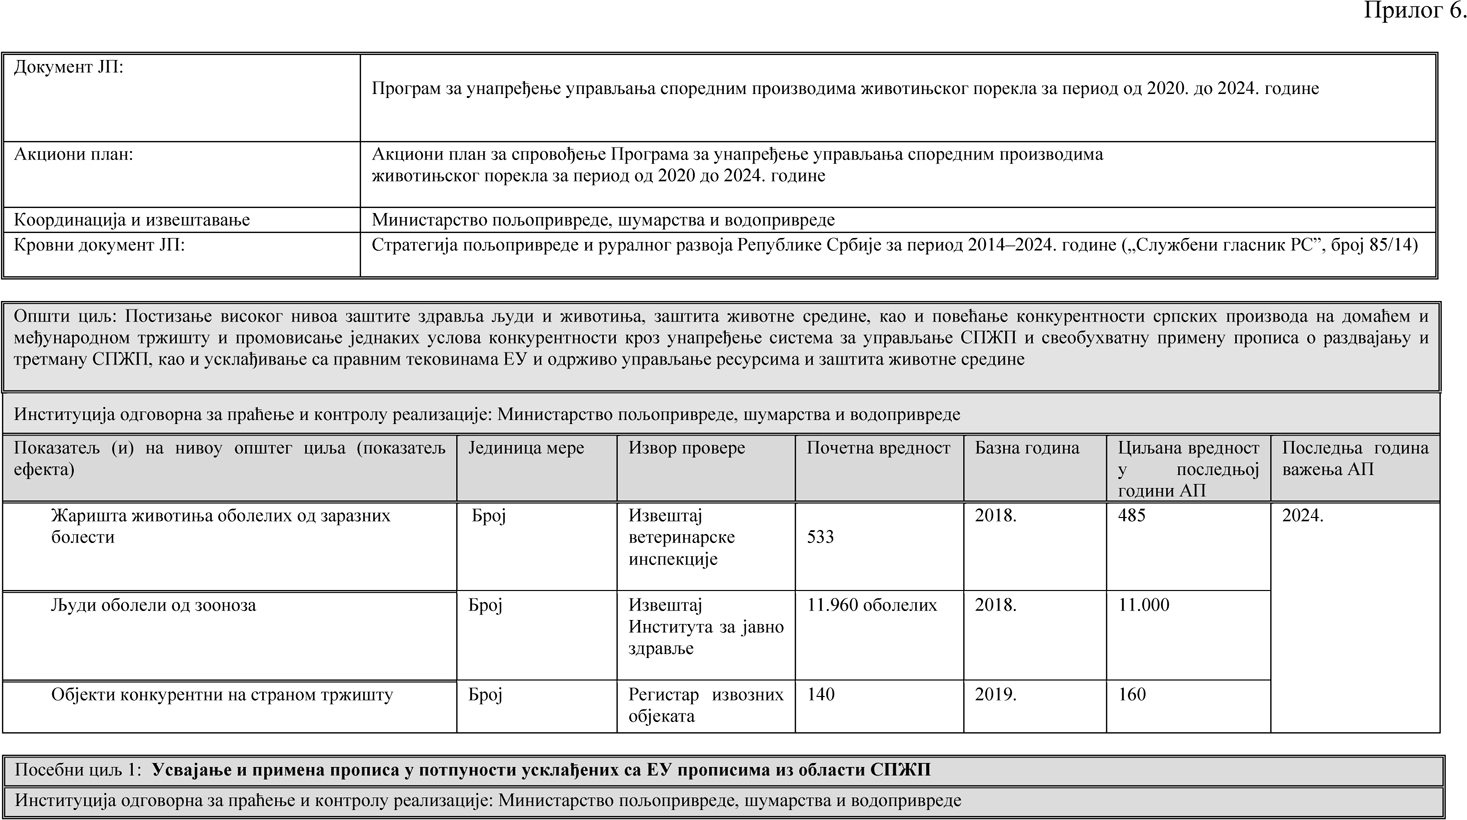 Прилог 6.
Документ ЈП:
Програм за унапређење управљања споредним производима животињског порекла за период од 2020. до 2024. године
Акциони план:
Акциони план за спровођење Програма за унапређење управљања споредним производима
животињског порекла за период од 2020 до 2024. године
Координација и извештавање
Министарство пољопривреде, шумарства и водопривреде
Кровни документ ЈП:
Стратегија пољопривреде и руралног развоја Републике Србије за период 2014–2024. године („Службени гласник РС”, број 85/14)
Општи циљ: Постизање високог нивоа заштите здравља људи и животиња, заштита животне средине, као и повећање конкурентности српских производа на домаћем и
међународном тржишту и промовисање једнаких услова конкурентности кроз унапређење система за управљање СПЖП и свеобухватну примену прописа о раздвајању и
третману СПЖП, као и усклађивање са правним тековинама ЕУ и одрживо управљање ресурсима и заштита животне средине
Институција одговорна за праћење и контролу реализације: Министарство пољопривреде, шумарства и водопривреде
Показатељ (и) на нивоу општег циља (показатељ
ефекта)
Јединица мере
Извор провере
Почетна вредност
Базна година
Циљана вредност
у последњој
години АП
Последња година
важења АП
Жаришта животиња оболелих од заразних
болести
Број
Извештај
ветеринарске
инспекције
533
2018.
485
2024.
Људи оболели од зооноза
Број
Извештај
Института за јавно
здравље
11.960 оболелих
2018.
11.000
Објекти конкурентни на страном тржишту
Број
Регистар извозних
објеката
140
2019.
160
Посебни циљ 1: Усвајање и примена прописа у потпуности усклађених са ЕУ прописима из области СПЖП
Институција одговорна за праћење и контролу реализације: Министарство пољопривреде, шумарства и водопривреде